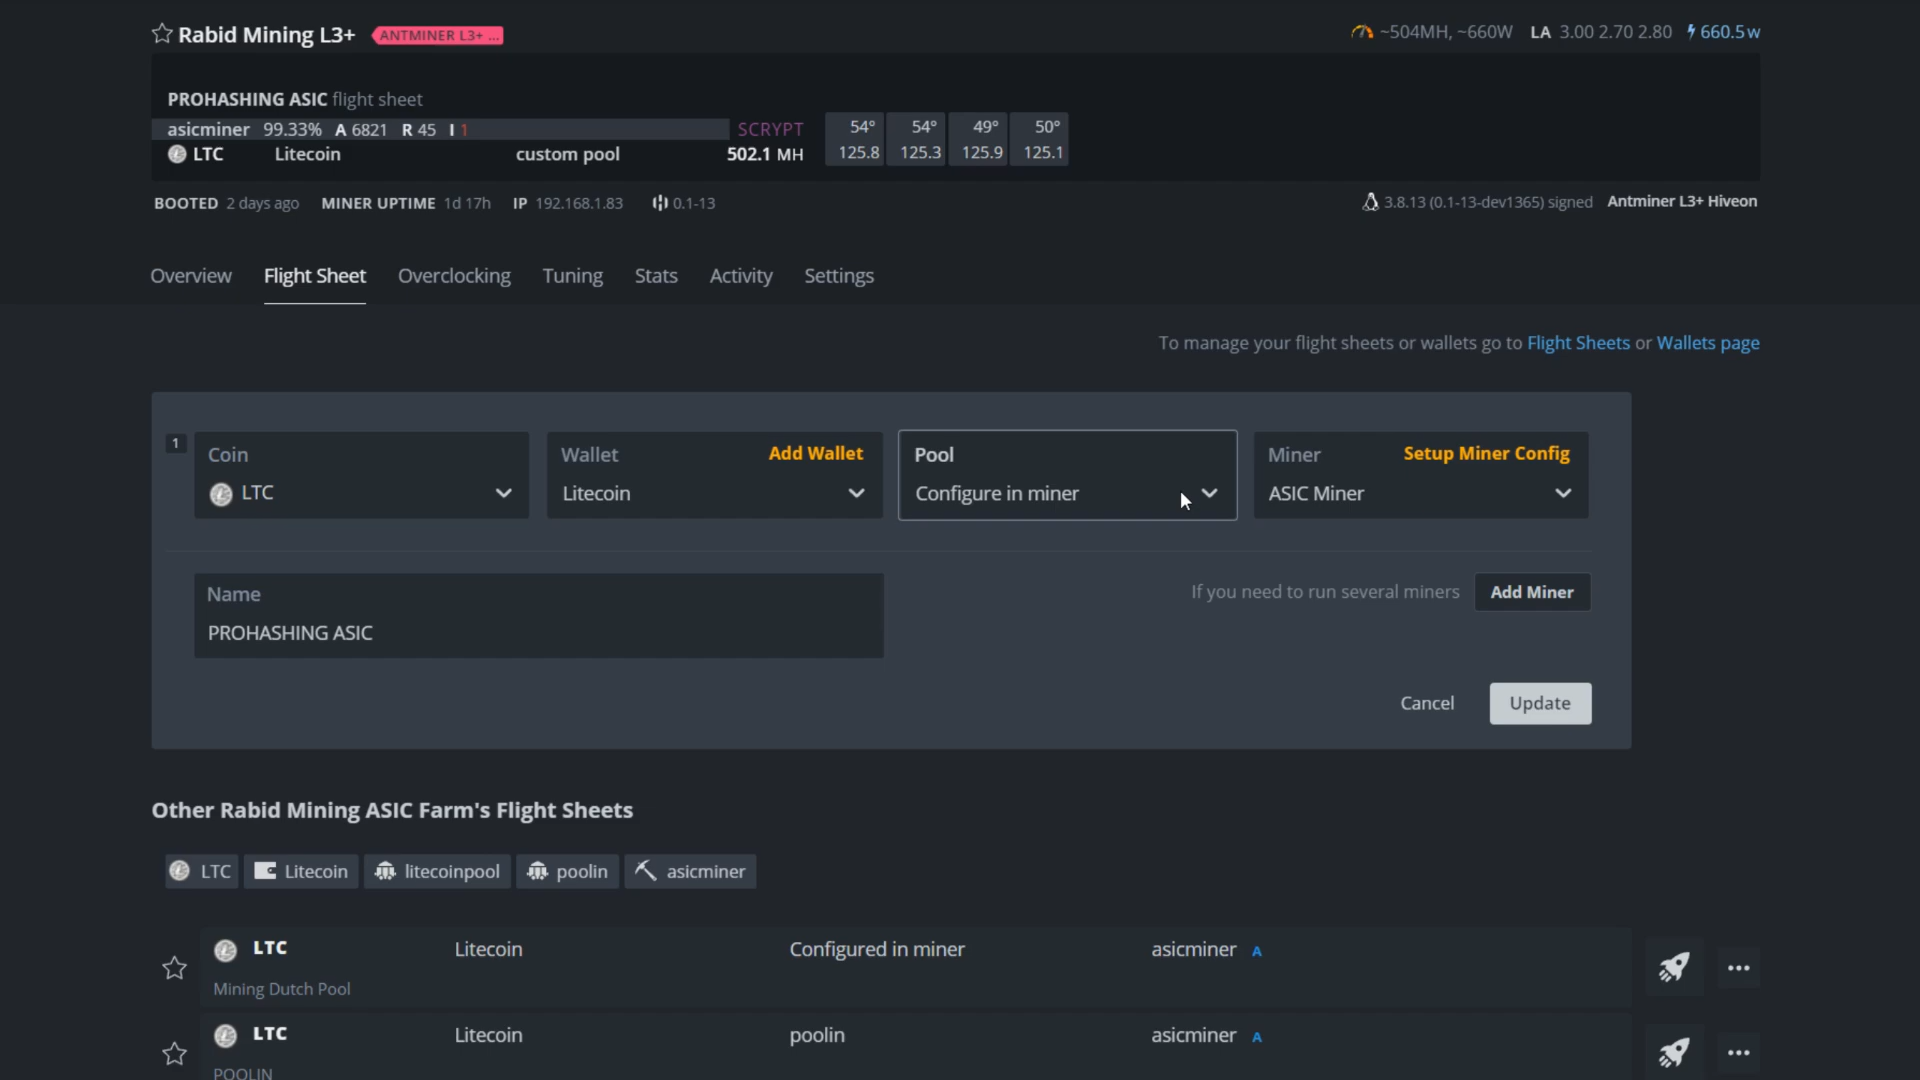 Rabid Mining L3+ ANTMINER L3+ ... ~504MH, ~660W LA 3.00 2.70 2.80 660.5w
PROHASHING ASIC flight sheet
asicminer 99.33% A 6821 R 45 I 1 SCRYPT 54° 54° 49° 50°
LTC Litecoin custom pool 502.1 MH 125.8 125.3 125.9 125.1
BOOTED 2 days ago MINER UPTIME 1d 17h IP 192.168.1.83 0.1-13 3.8.13 (0.1-13-dev1365) signed Antminer L3+ Hiveon
Overview Flight Sheet Overclocking Tuning Stats Activity Settings
To manage your flight sheets or wallets go to Flight Sheets or Wallets page
1 Coin Wallet Add Wallet Pool Miner Setup Miner Config
LTC Litecoin Configure in miner ASIC Miner
Name If you need to run several miners Add Miner
PROHASHING ASIC
Cancel Update
Other Rabid Mining ASIC Farm's Flight Sheets
LTC Litecoin litecoinpool poolin asicminer
LTC Litecoin Configured in miner asicminer A
Mining Dutch Pool
LTC Litecoin poolin asicminer A
POOLIN